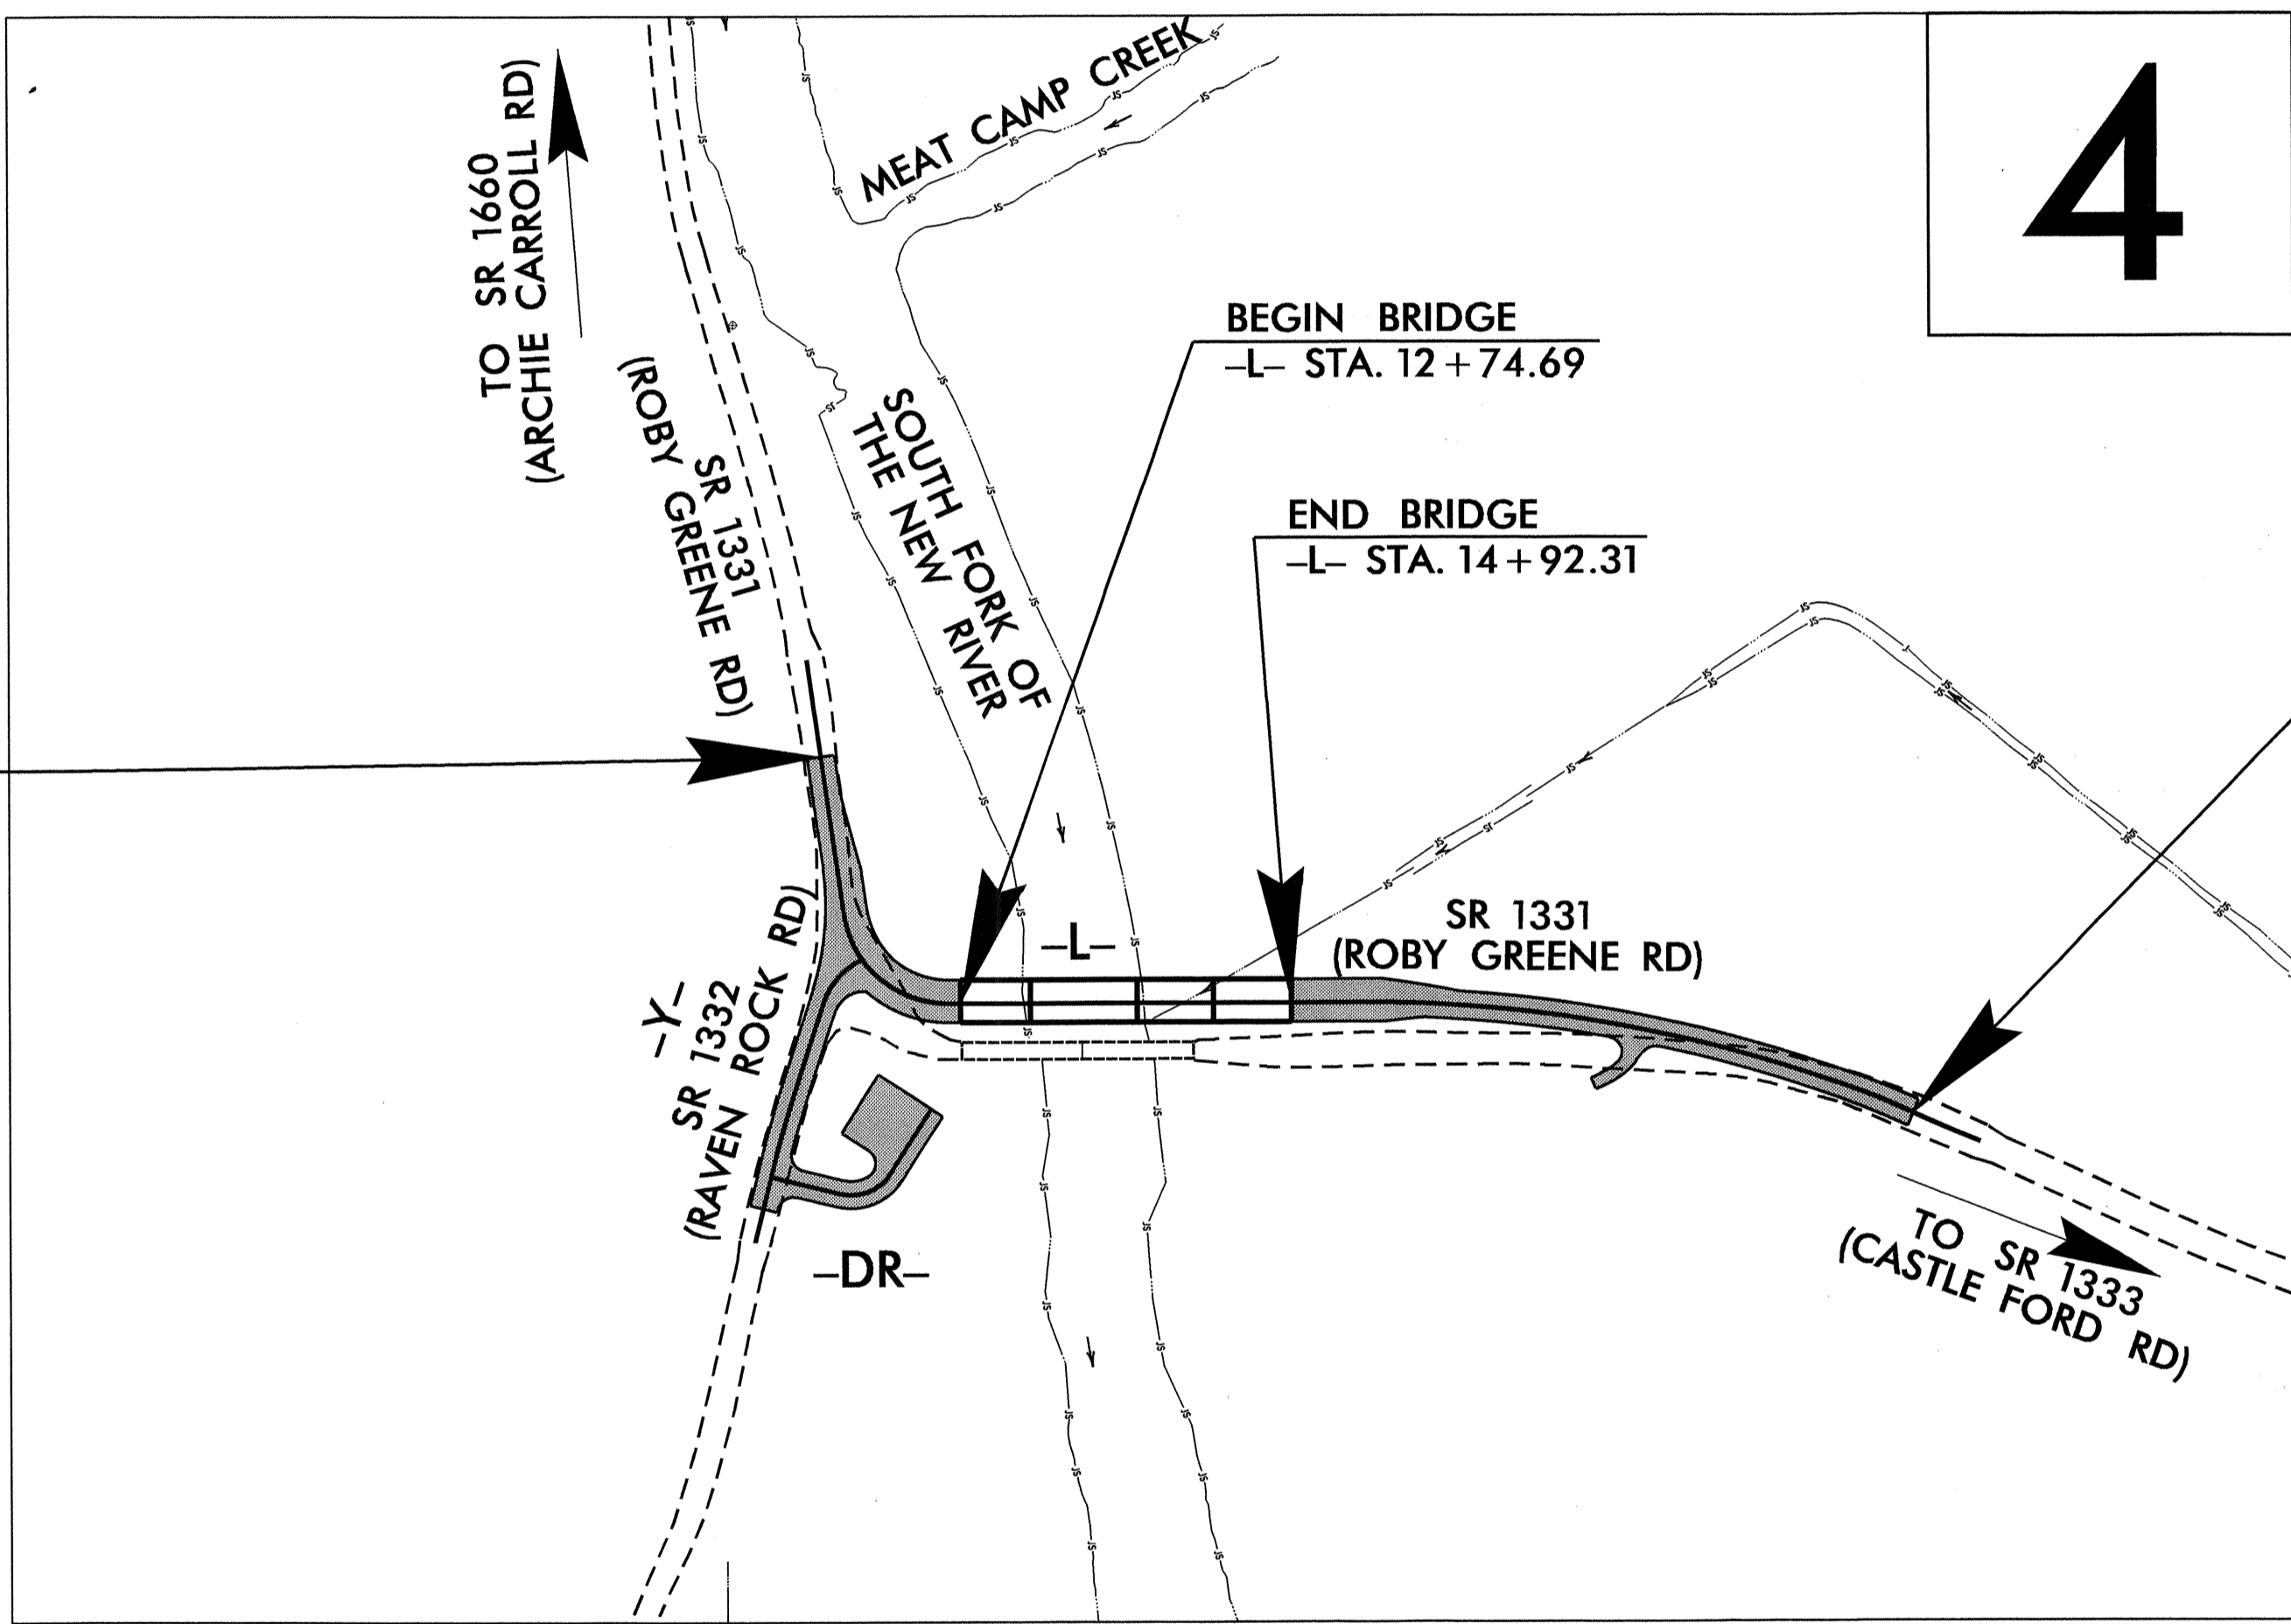 4
MEAT CAMP CREEK
TO SR 1660
(ARCHIE CARROLL RD)
BEGIN BRIDGE
-L- STA. 12+74.69
SR 1331
(ROBY GREENE RD)
SOUTH FORK OF
THE NEW RIVER
END BRIDGE
-L- STA. 14+92.31
-L-
SR 1331
(ROBY GREENE RD)
-Y-
SR 1332
(RAVEN ROCK RD)
-DR-
TO SR 1333
(CASTLE FORD RD)